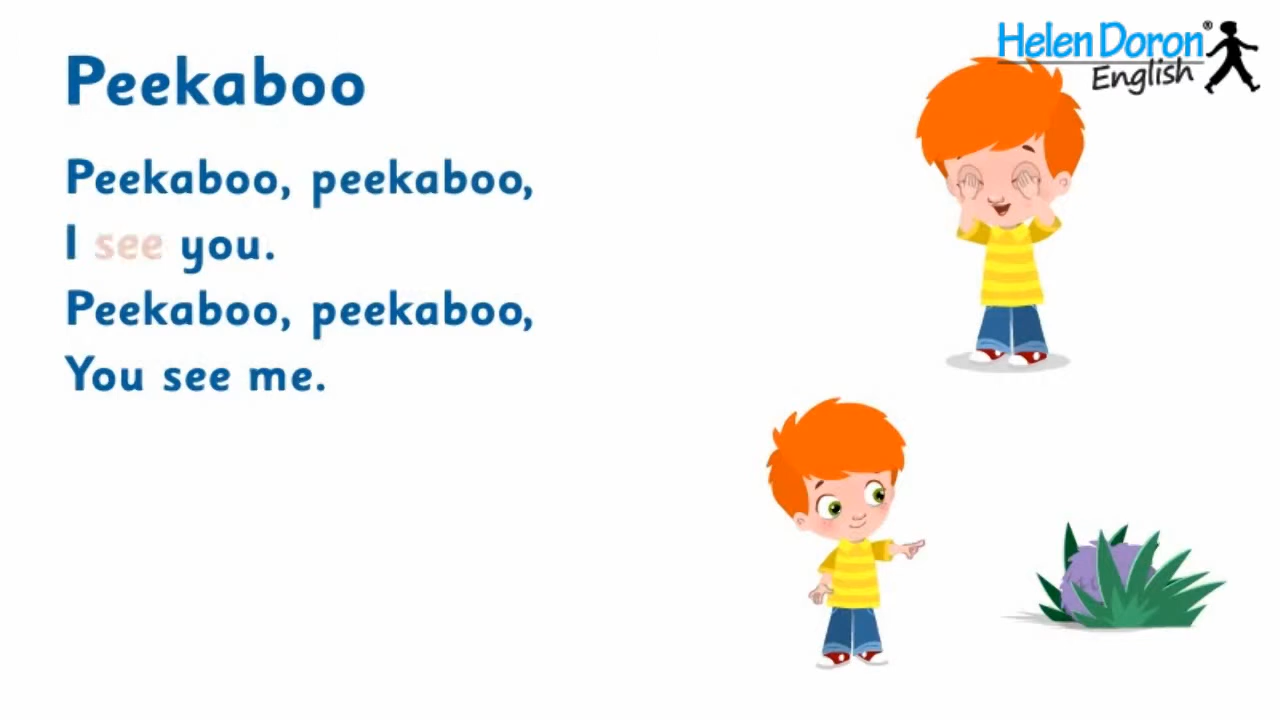 Helen Doron®
English
Peekaboo
Peekaboo, peekaboo,
I see you.
Peekaboo, peekaboo,
You see me.